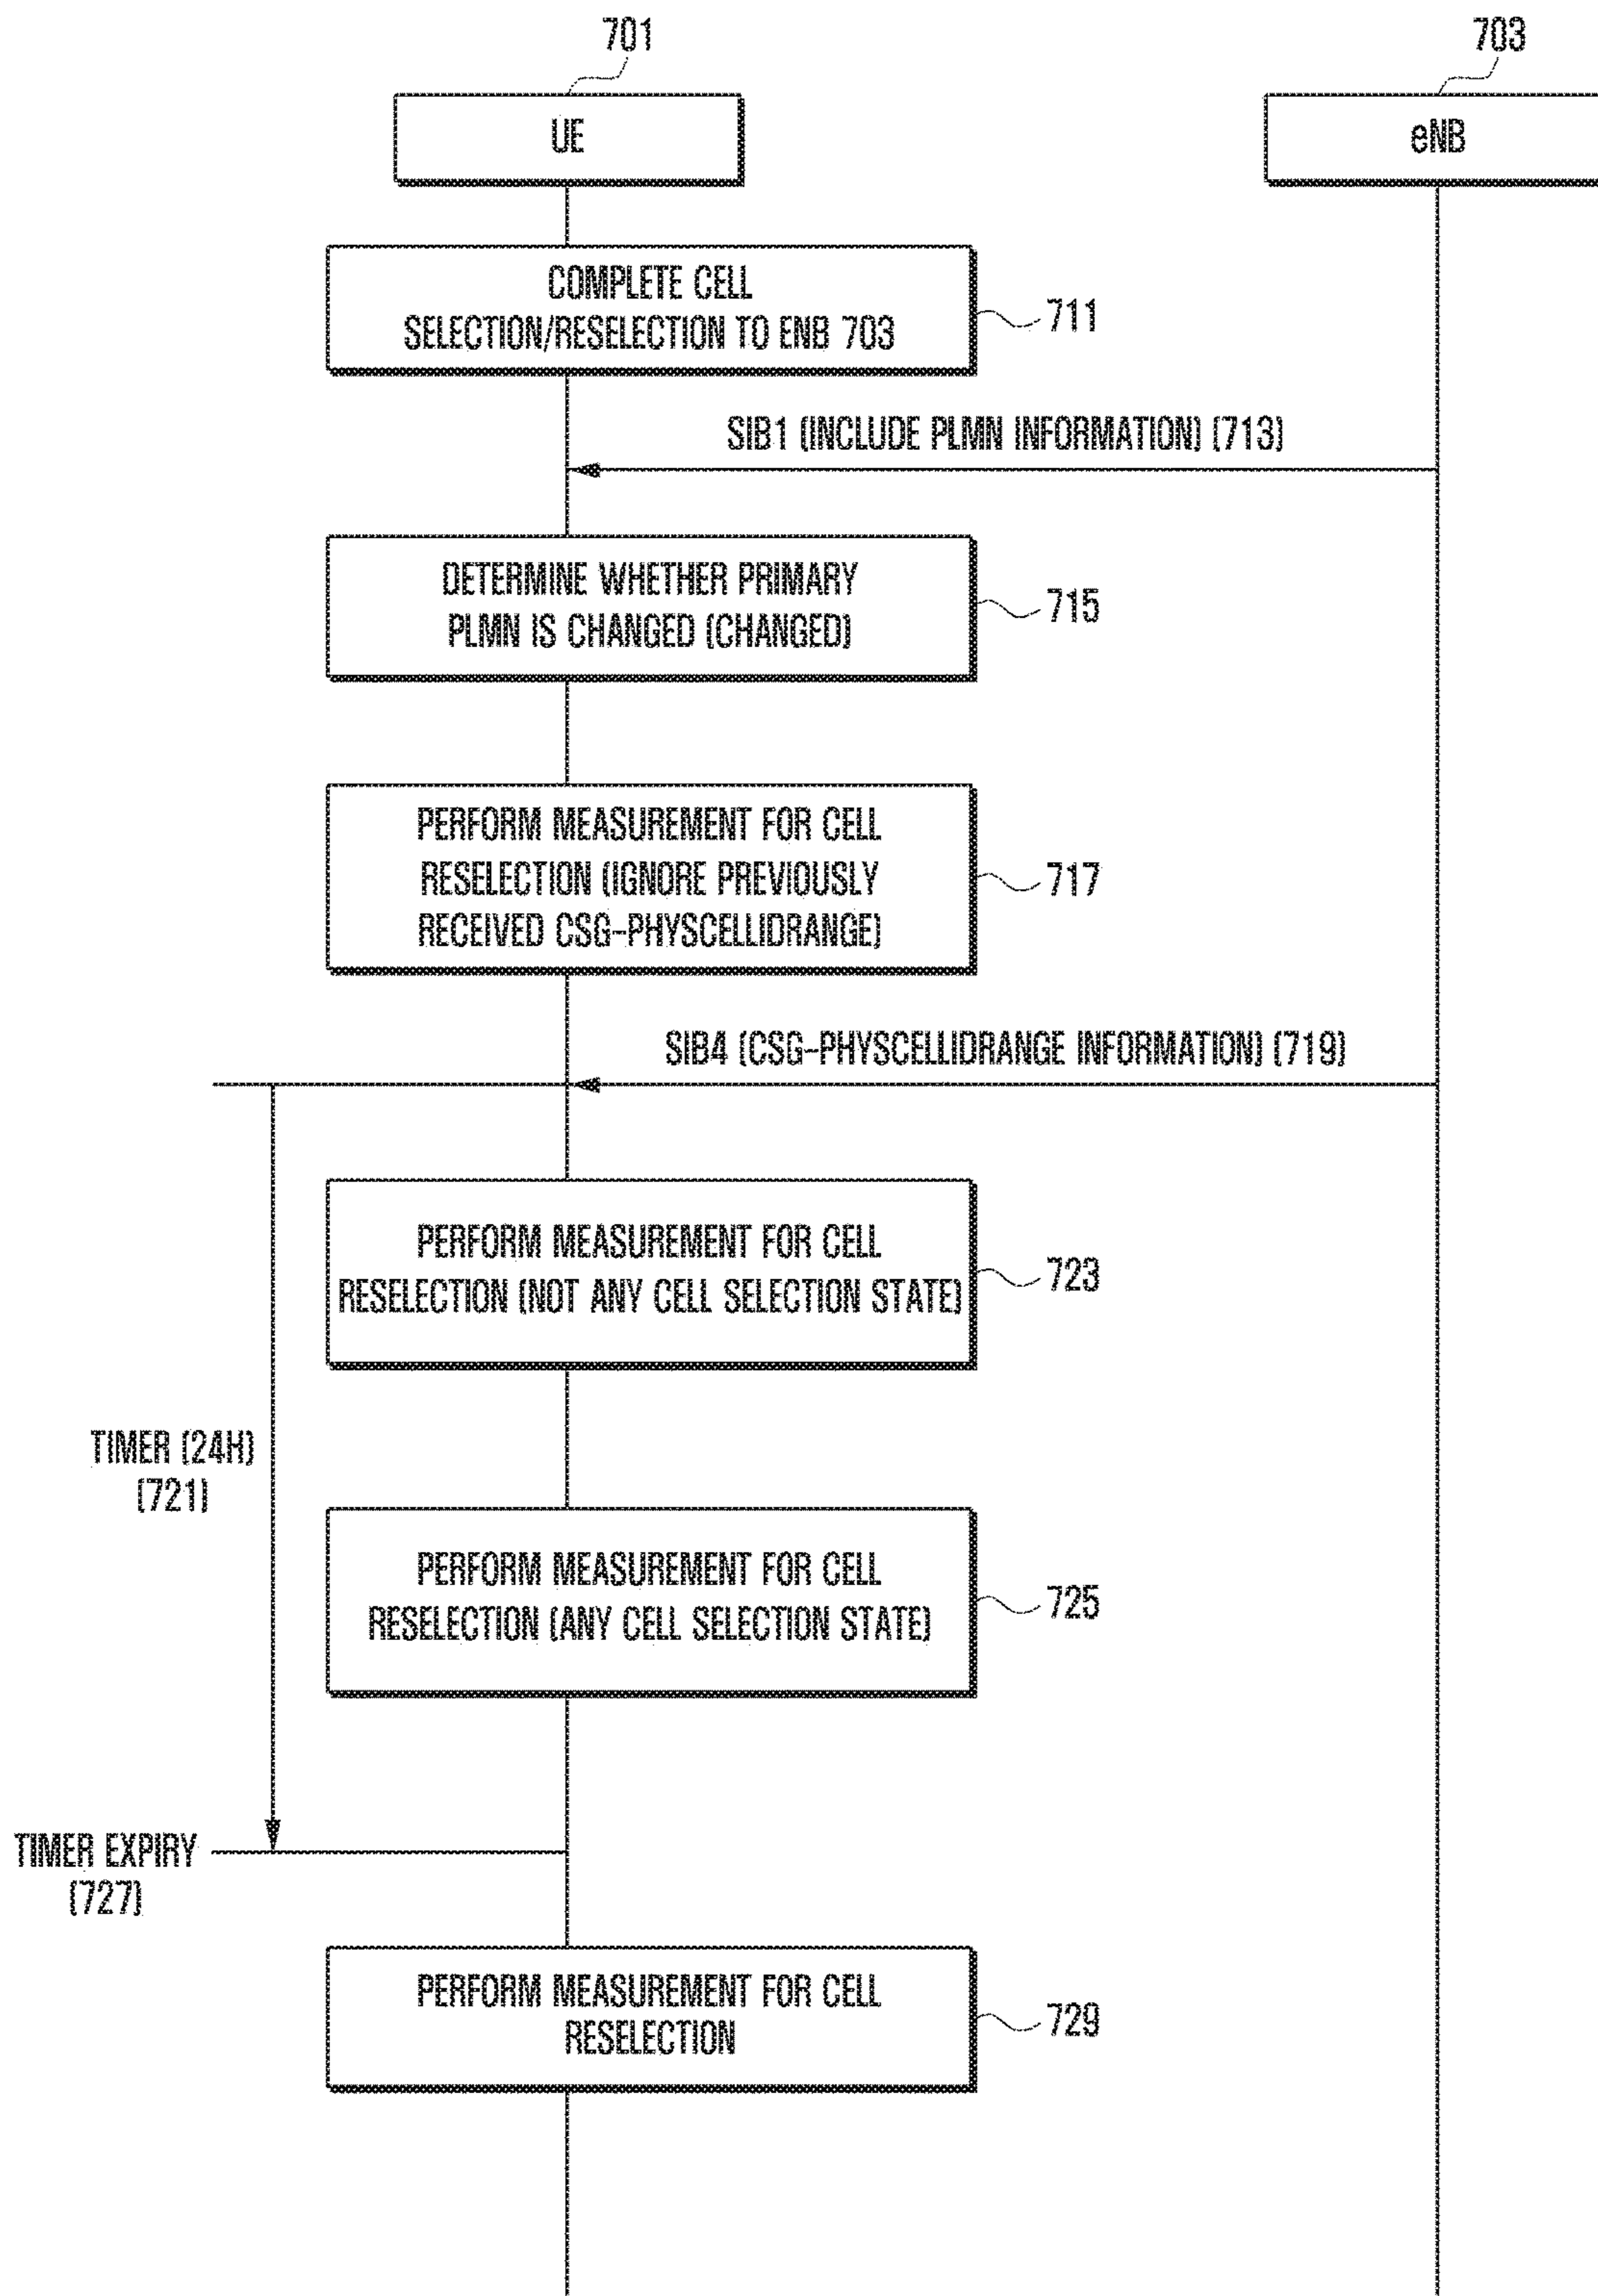 701
703
UE
eNB
COMPLETE CELL
SELECTION/RESELECTION TO ENB 703
711
SIB1 (INCLUDE PLMN INFORMATION) (713)
DETERMINE WHETHER PRIMARY
PLMN IS CHANGED (CHANGED)
715
PERFORM MEASUREMENT FOR CELL
RESELECTION (IGNORE PREVIOUSLY
RECEIVED CSG-PHYSCELLIDRANGE)
717
SIB4 (CSG-PHYSCELLIDRANGE INFORMATION) (719)
PERFORM MEASUREMENT FOR CELL
RESELECTION (NOT ANY CELL SELECTION STATE)
723
TIMER (24H)
(721)
PERFORM MEASUREMENT FOR CELL
RESELECTION (ANY CELL SELECTION STATE)
725
TIMER EXPIRY
(727)
PERFORM MEASUREMENT FOR CELL
RESELECTION
729